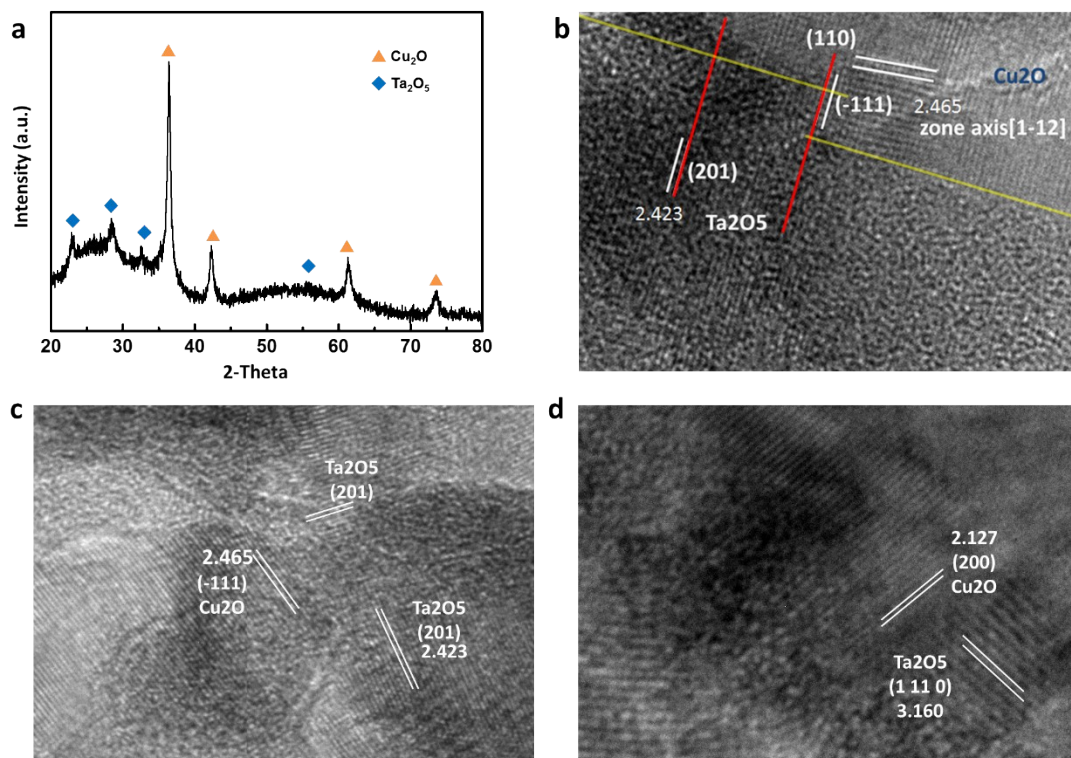 a
Cu₂O
Ta₂O₅
Intensity (a.u.)
20 30 40 50 60 70 80
2-Theta
b
(110)
Cu2O
2.465
(-111)
zone axis[1-12]
(201)
2.423
Ta2O5
c
Ta2O5
(201)
2.465
(-111)
Cu2O
Ta2O5
(201)
2.423
d
2.127
(200)
Cu2O
Ta2O5
(1 11 0)
3.160